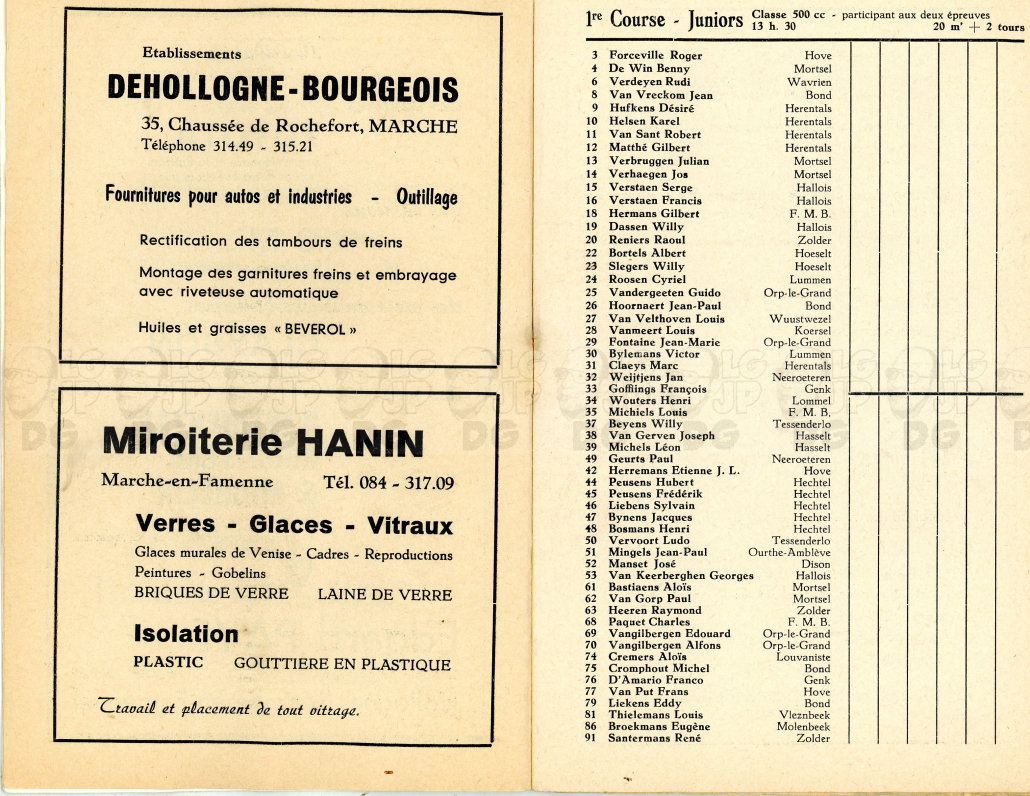 Etablissements
DEHOLLOGNE-BOURGEOIS
35, Chaussée de Rochefort, MARCHE
Téléphone 314.49 - 315.21
Fournitures pour autos et industries - Outillage
Rectification des tambours de freins
Montage des garnitures freins et embrayage
avec riveteuse automatique
Huiles et graisses « BEVEROL »
Miroiterie HANIN
Marche-en-Famenne Tél. 084 - 317.09
Verres - Glaces - Vitraux
Glaces murales de Venise - Cadres - Reproductions
Peintures - Gobelins
BRIQUES DE VERRE LAINE DE VERRE
Isolation
PLASTIC GOUTTIERE EN PLASTIQUE
Travail et placement de tout vitrage.
1re Course - Juniors Classe 500 cc - participant aux deux épreuves
13 h. 30 20 m' + 2 tours
3 Forceville Roger Hove
4 De Win Benny Mortsel
6 Verdeyen Rudi Wavrien
8 Van Vreckom Jean Bond
9 Hufkens Désiré Herentals
10 Helsen Karel Herentals
11 Van Sant Robert Herentals
12 Matthé Gilbert Herentals
13 Verbruggen Julian Mortsel
14 Verhaegen Jos Mortsel
15 Verstaen Serge Hallois
16 Verstaen Francis Hallois
18 Hermans Gilbert F. M. B.
19 Dassen Willy Hallois
20 Reniers Raoul Zolder
22 Bortels Albert Hoeselt
23 Slegers Willy Hoeselt
24 Roosen Cyriel Lummen
25 Vandergeeten Guido Orp-le-Grand
26 Hoornaert Jean-Paul Bond
27 Van Velthoven Louis Wuustwezel
28 Vanmeert Louis Koersel
29 Fontaine Jean-Marie Orp-le-Grand
30 Bylemans Victor Lummen
31 Claeys Marc Herentals
32 Weijtjens Jan Neeroeteren
33 Goffings François Genk
34 Wouters Henri Lommel
35 Michiels Louis F. M. B.
37 Beyens Willy Tessenderlo
38 Van Gerven Joseph Hasselt
39 Michels Léon Hasselt
49 Geurts Paul Neeroeteren
42 Herremans Etienne J. L. Hove
44 Peusens Hubert Hechtel
45 Peusens Frédérik Hechtel
46 Liebens Sylvain Hechtel
47 Bynens Jacques Hechtel
48 Bosmans Henri Hechtel
50 Vervoort Ludo Tessenderlo
51 Mingels Jean-Paul Ourthe-Amblève
52 Manset José Dison
53 Van Keerberghen Georges Hallois
61 Bastiaens Aloïs Mortsel
62 Van Gorp Paul Mortsel
63 Heeren Raymond Zolder
68 Paquet Charles F. M. B.
69 Vangilbergen Edouard Orp-le-Grand
70 Vangilbergen Alfons Orp-le-Grand
74 Cremers Aloïs Louvaniste
75 Cromphout Michel Bond
76 D'Amario Franco Genk
77 Van Put Frans Hove
79 Liekens Eddy Bond
81 Thielemans Louis Vleznbeek
86 Broekmans Eugène Molenbeek
91 Santermans René Zolder